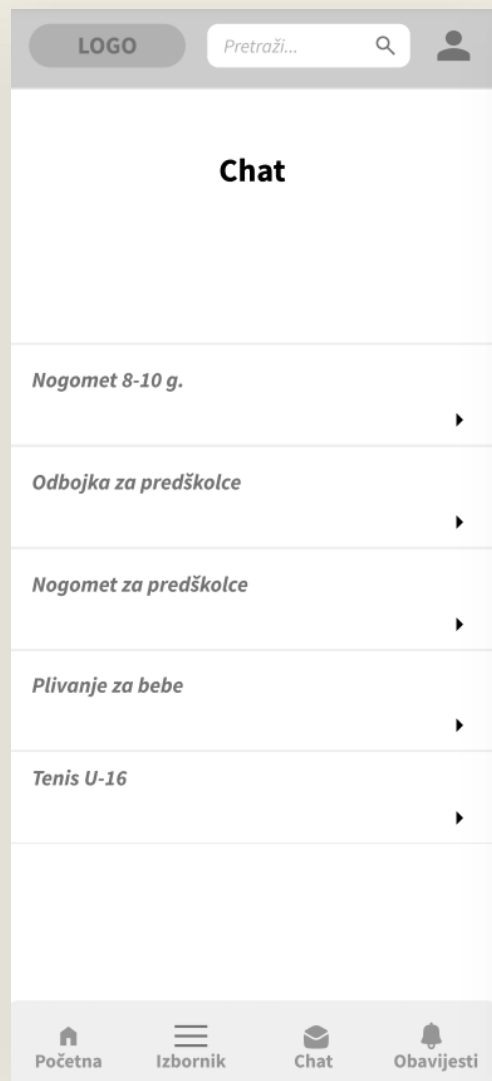 LOGO
Pretraži...
Chat
Nogomet 8-10 g.
Odbojka za predškolce
Nogomet za predškolce
Plivanje za bebe
Tenis U-16
Početna Izbornik Chat Obavijesti